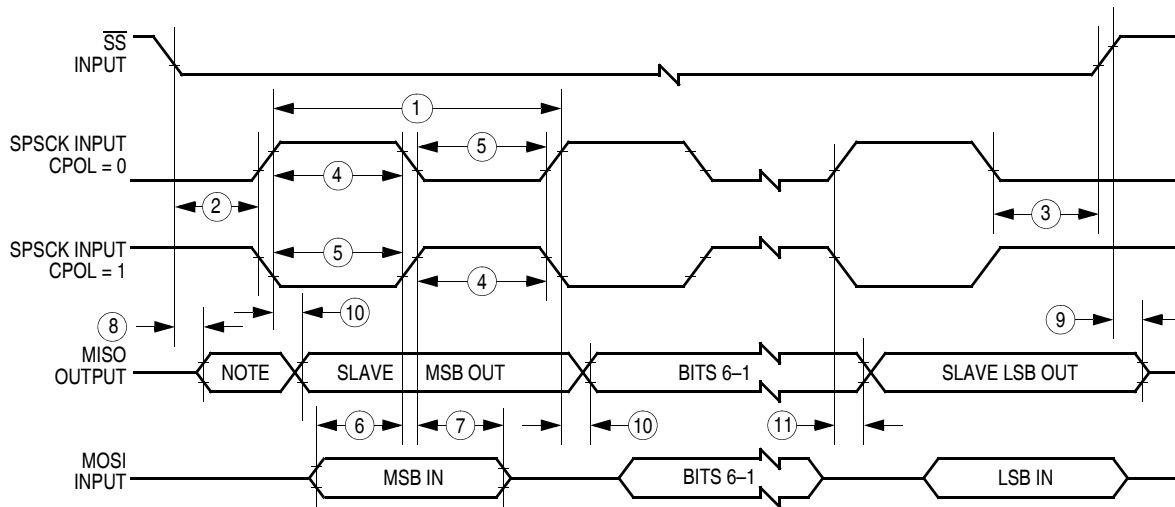 SS
INPUT
1
SPSCK INPUT
CPOL = 0
5
4
2
3
SPSCK INPUT
CPOL = 1
5
4
8
10
9
MISO
OUTPUT
NOTE
SLAVE
MSB OUT
BITS 6–1
SLAVE LSB OUT
6
7
10
11
MOSI
INPUT
MSB IN
BITS 6–1
LSB IN